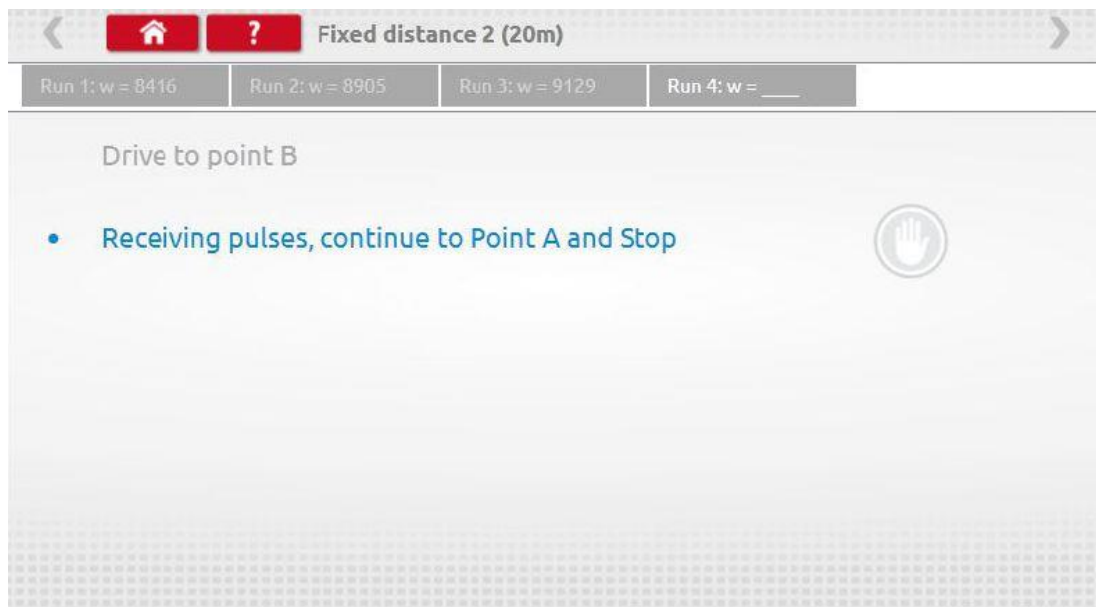 ? Fixed distance 2 (20m)
Run 1: w = 8416 Run 2: w = 8905 Run 3: w = 9129 Run 4: w = ____
Drive to point B
• Receiving pulses, continue to Point A and Stop